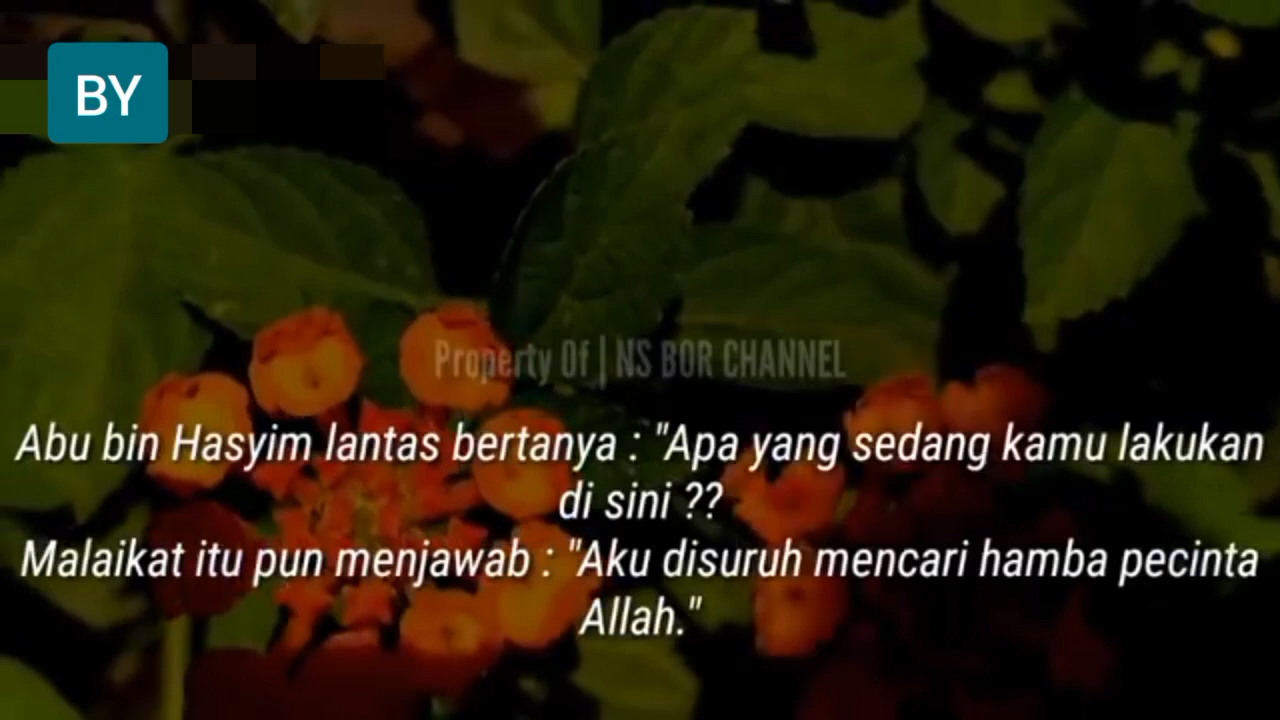 BY
Property Of | NS BOR CHANNEL
Abu bin Hasyim lantas bertanya : "Apa yang sedang kamu lakukan
di sini ??
Malaikat itu pun menjawab : "Aku disuruh mencari hamba pecinta
Allah."